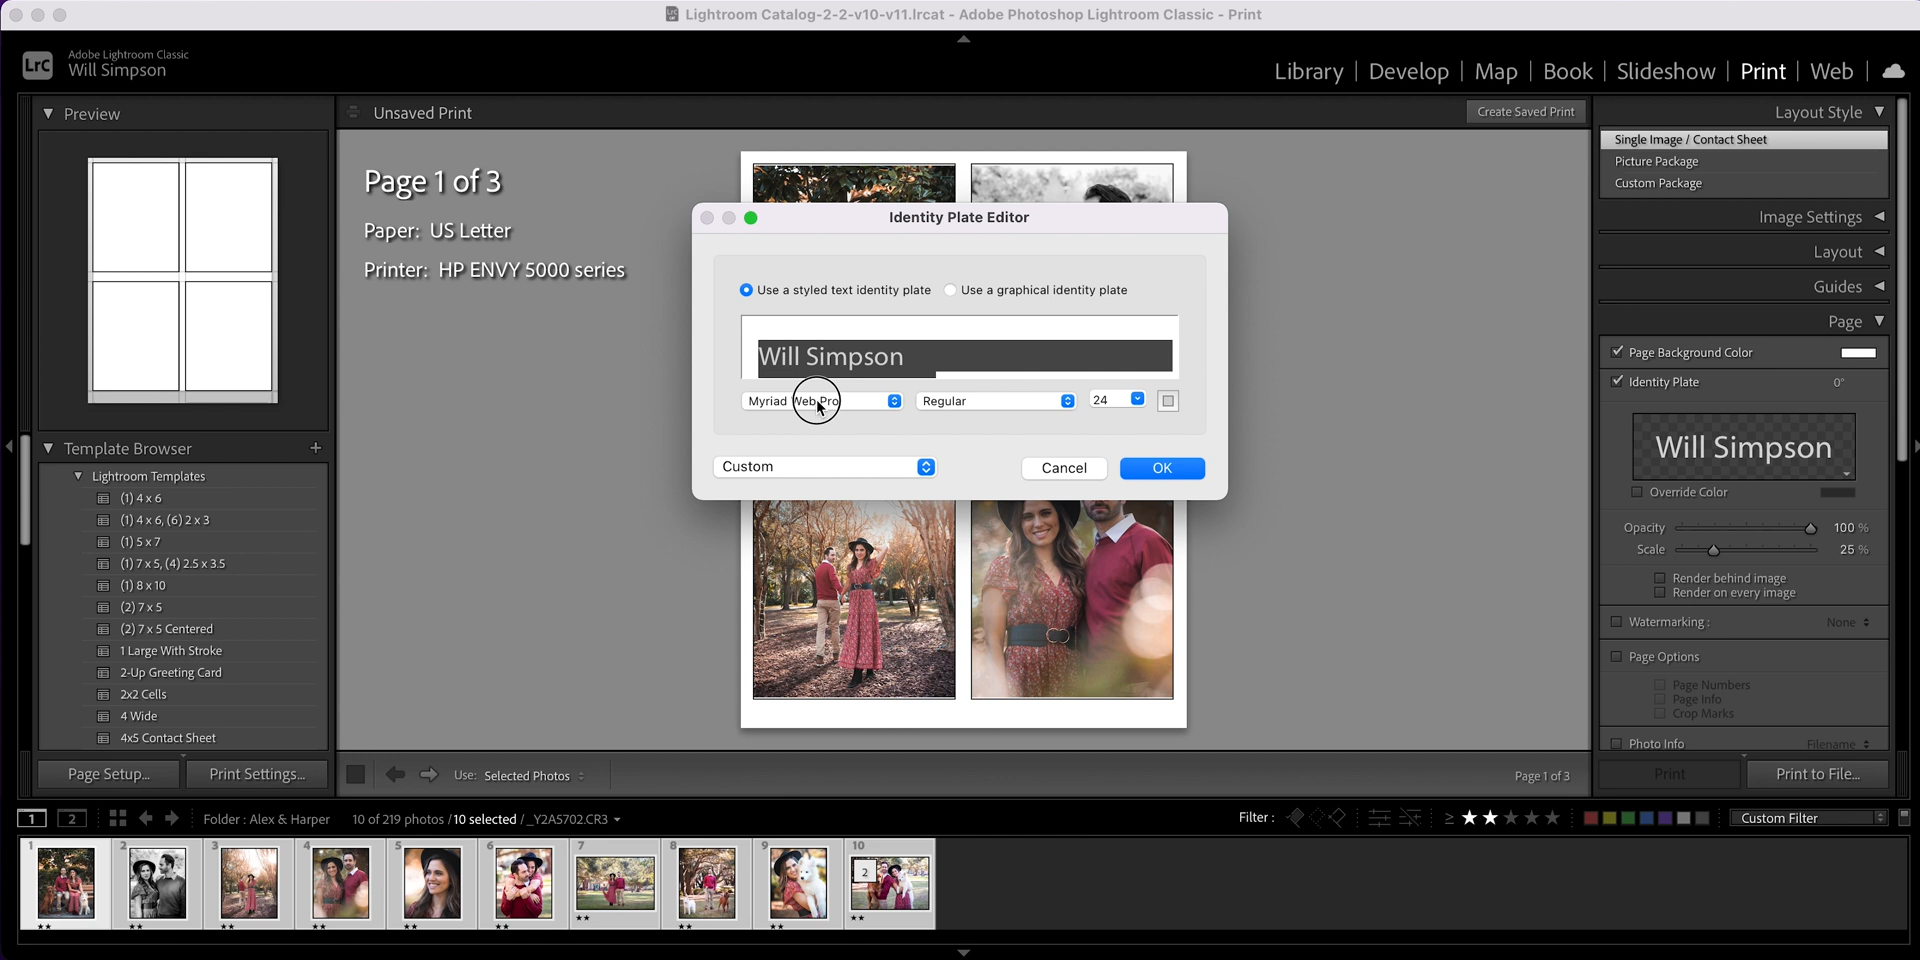 Lightroom Catalog-2-2-v10-v11.lrcat - Adobe Photoshop Lightroom Classic - Print
LrC
Adobe Lightroom Classic
Will Simpson
Library | Develop | Map | Book | Slideshow | Print | Web |
Preview
Unsaved Print
Create Saved Print
Layout Style
Single Image / Contact Sheet
Picture Package
Custom Package
Image Settings
Layout
Guides
Page
Page 1 of 3
Paper: US Letter
Printer: HP ENVY 5000 series
Identity Plate Editor
Use a styled text identity plate
Use a graphical identity plate
Will Simpson
Myriad Web Pro
Regular
24
Custom
Cancel
OK
Page Background Color
Identity Plate
0°
Will Simpson
Override Color
Opacity 100 %
Scale 25 %
Render behind image
Render on every image
Watermarking : None
Page Options
Page Numbers
Page Info
Crop Marks
Photo Info Filename
Template Browser +
Lightroom Templates
(1) 4 x 6
(1) 4 x 6, (6) 2 x 3
(1) 5 x 7
(1) 7 x 5, (4) 2.5 x 3.5
(1) 8 x 10
(2) 7 x 5
(2) 7 x 5 Centered
1 Large With Stroke
2-Up Greeting Card
2x2 Cells
4 Wide
4x5 Contact Sheet
Page Setup...
Print Settings...
Use: Selected Photos
Page 1 of 3
Print
Print to File...
1
2
Folder : Alex & Harper
10 of 219 photos /10 selected /_Y2A5702.CR3
Filter :
≥
Custom Filter
1
2
3
4
5
6
7
8
9
10
2